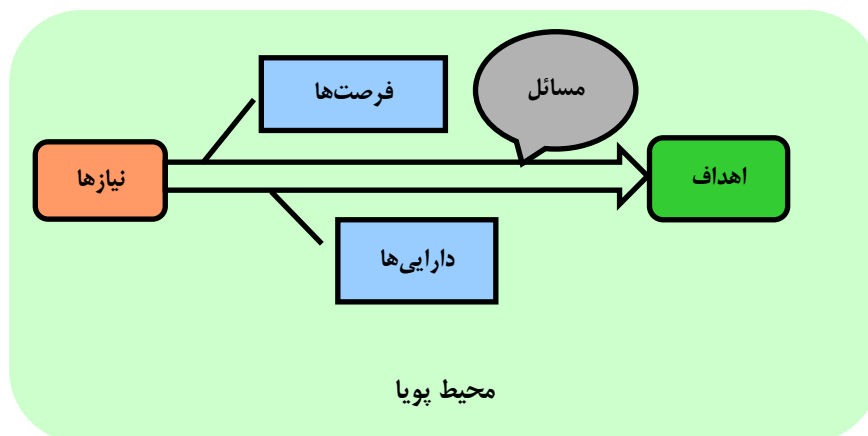 فرصت‌ها
مسائل
نیازها
اهداف
دارایی‌ها
محیط پویا